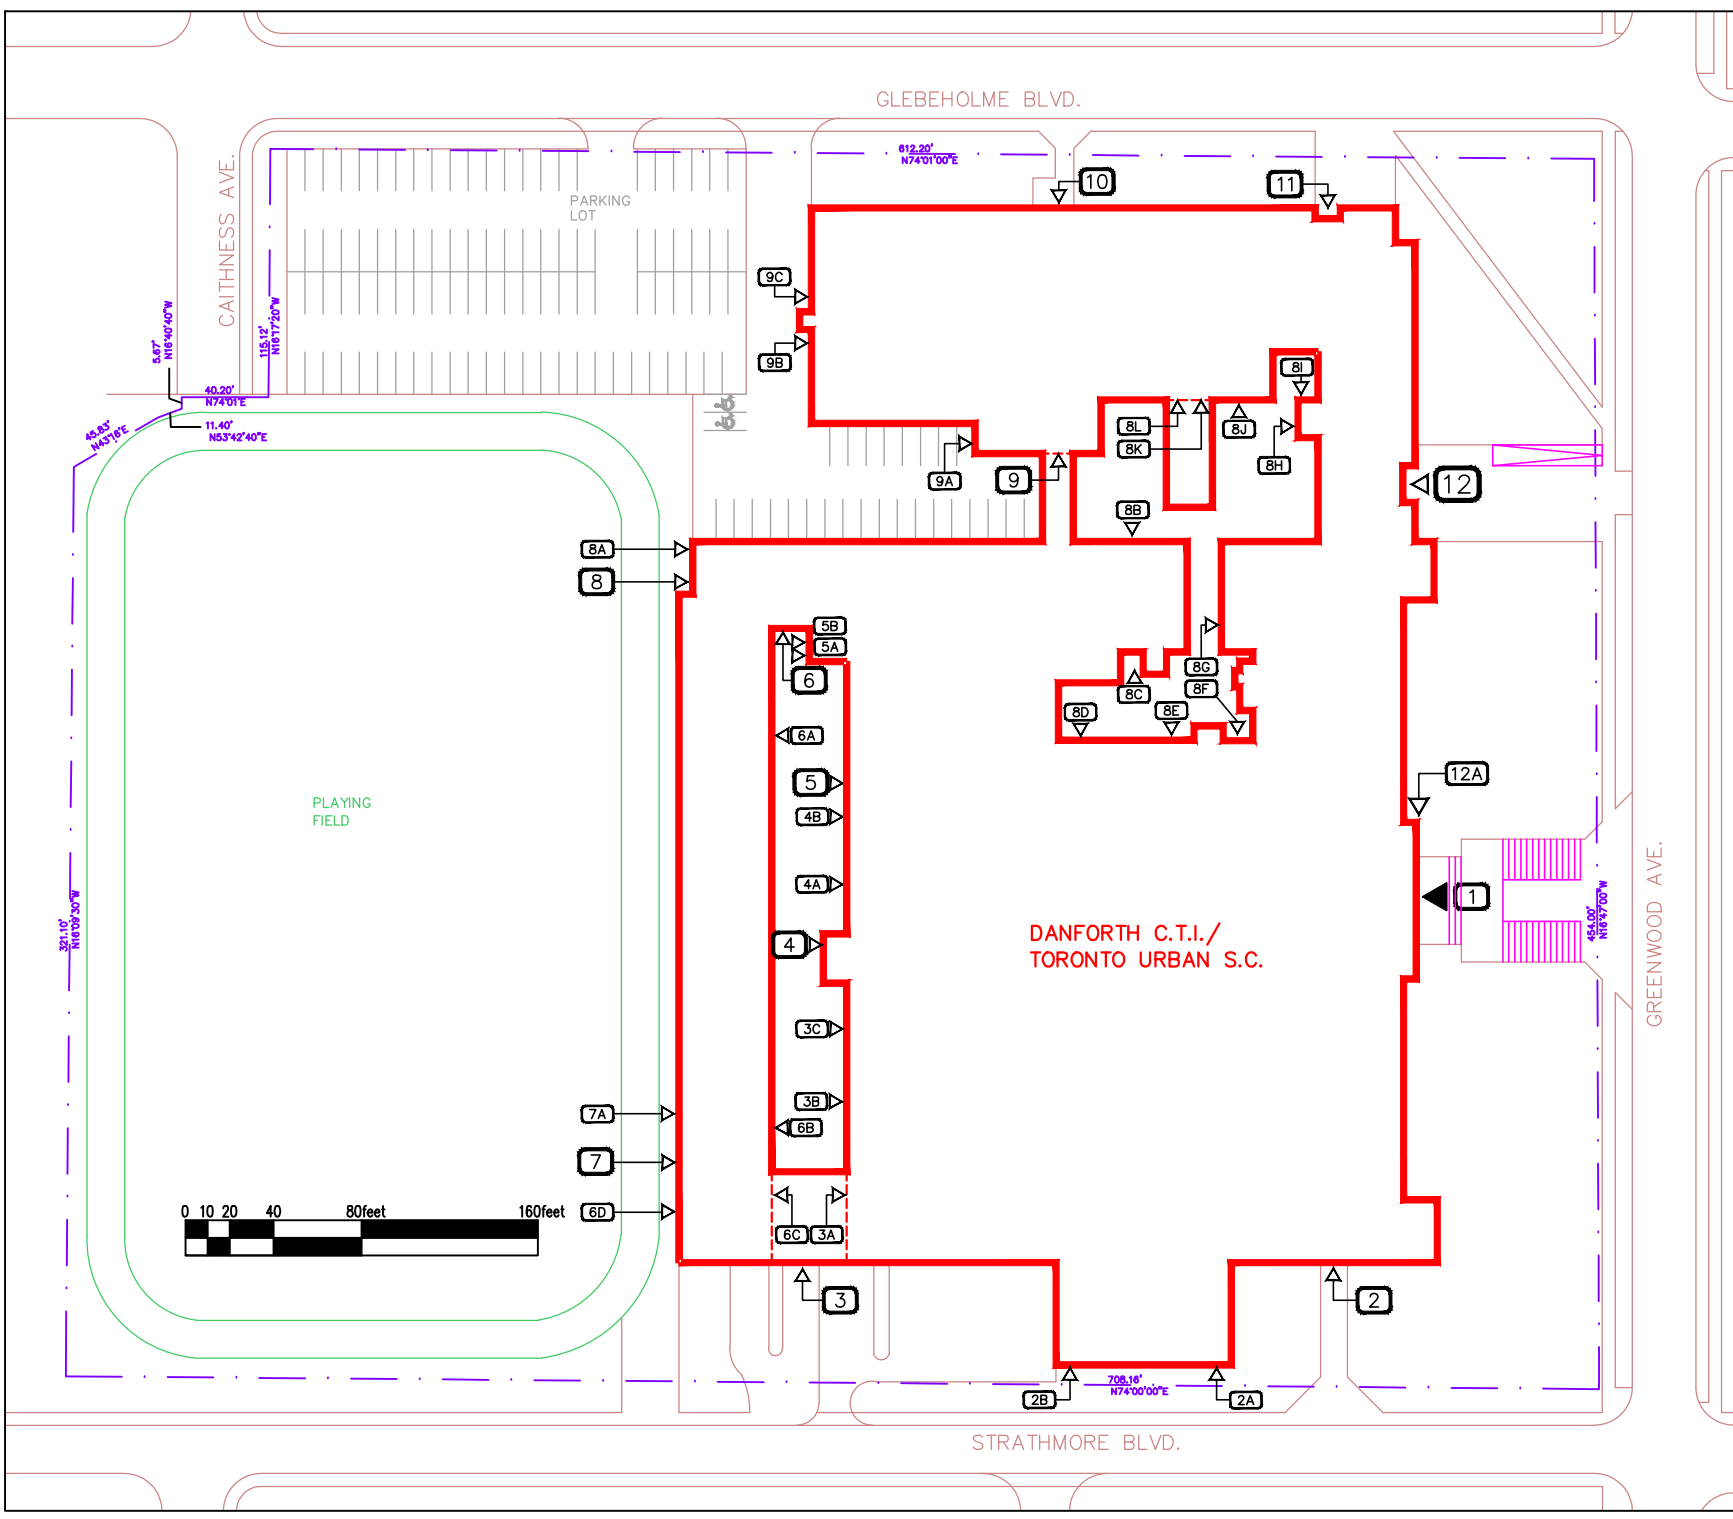 GLEBEHOLME BLVD.
612.20'
N74°01'00"E
CAITHNESS AVE.
PARKING
LOT
10
11
9C
9B
5.67'
N16°40'40"W
115.12'
N16°17'20"W
40.20'
N74°01'E
11.40'
N53°42'40"E
45.83'
N43°16'E
8I
8L
8K
8J
8H
9A
9
12
8B
8A
8
5B
5A
6
8G
8C
8F
8D
8E
6A
5
4B
12A
PLAYING
FIELD
4A
1
321.10'
N16°09'30"W
454.00'
N16°47'00"W
GREENWOOD AVE.
4
DANFORTH C.T.I./
TORONTO URBAN S.C.
3C
3B
6B
7A
7
0 10 20 40 80feet 160feet
6D
6C
3A
3
2
708.16'
N74°00'00"E
2B
2A
STRATHMORE BLVD.